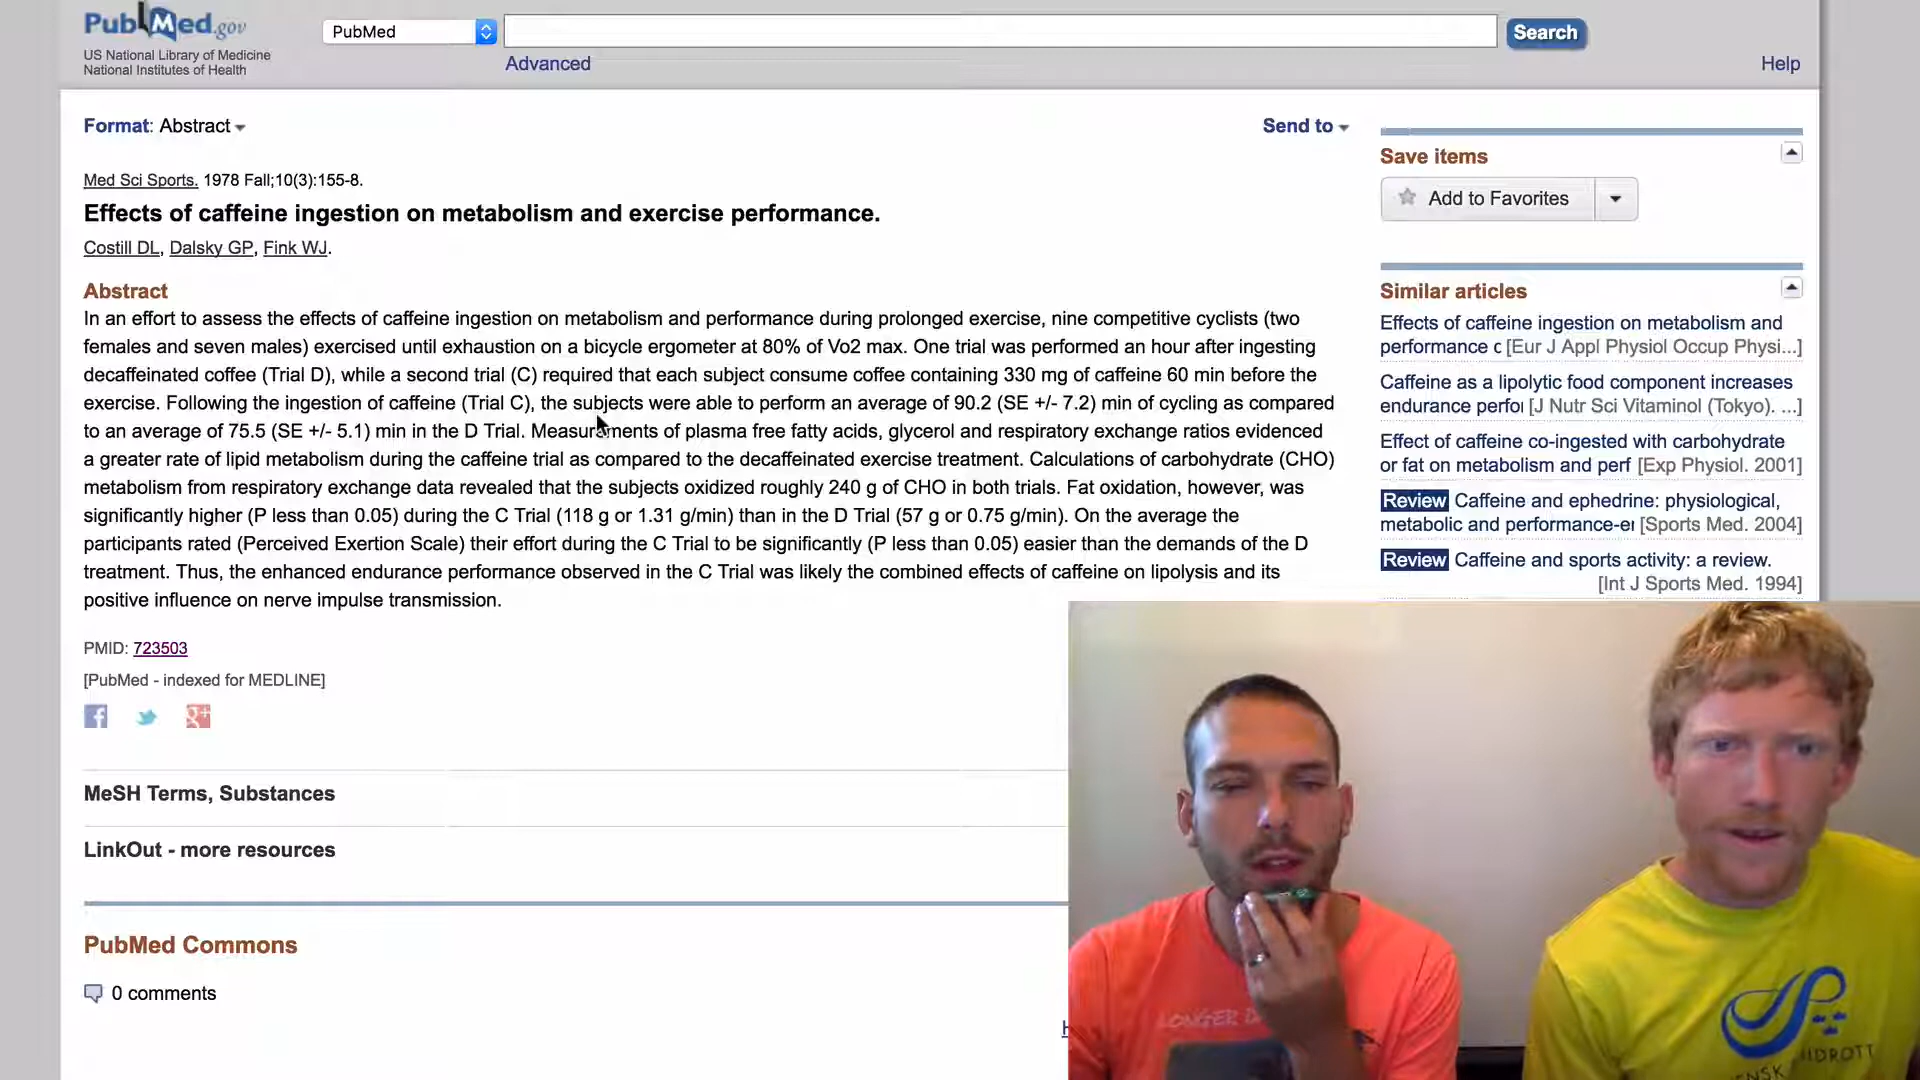 PubMed.gov
US National Library of Medicine
National Institutes of Health
PubMed
Search
Advanced
Help
Format: Abstract
Send to
Med Sci Sports. 1978 Fall;10(3):155-8.
Effects of caffeine ingestion on metabolism and exercise performance.
Costill DL, Dalsky GP, Fink WJ.
Abstract
In an effort to assess the effects of caffeine ingestion on metabolism and performance during prolonged exercise, nine competitive cyclists (two
females and seven males) exercised until exhaustion on a bicycle ergometer at 80% of Vo2 max. One trial was performed an hour after ingesting
decaffeinated coffee (Trial D), while a second trial (C) required that each subject consume coffee containing 330 mg of caffeine 60 min before the
exercise. Following the ingestion of caffeine (Trial C), the subjects were able to perform an average of 90.2 (SE +/- 7.2) min of cycling as compared
to an average of 75.5 (SE +/- 5.1) min in the D Trial. Measurments of plasma free fatty acids, glycerol and respiratory exchange ratios evidenced
a greater rate of lipid metabolism during the caffeine trial as compared to the decaffeinated exercise treatment. Calculations of carbohydrate (CHO)
metabolism from respiratory exchange data revealed that the subjects oxidized roughly 240 g of CHO in both trials. Fat oxidation, however, was
significantly higher (P less than 0.05) during the C Trial (118 g or 1.31 g/min) than in the D Trial (57 g or 0.75 g/min). On the average the
participants rated (Perceived Exertion Scale) their effort during the C Trial to be significantly (P less than 0.05) easier than the demands of the D
treatment. Thus, the enhanced endurance performance observed in the C Trial was likely the combined effects of caffeine on lipolysis and its
positive influence on nerve impulse transmission.
PMID: 723503
[PubMed - indexed for MEDLINE]
MeSH Terms, Substances
LinkOut - more resources
PubMed Commons
0 comments
Save items
Add to Favorites
Similar articles
Effects of caffeine ingestion on metabolism and
performance c [Eur J Appl Physiol Occup Physi...]
Caffeine as a lipolytic food component increases
endurance perfo [J Nutr Sci Vitaminol (Tokyo). ...]
Effect of caffeine co-ingested with carbohydrate
or fat on metabolism and perf [Exp Physiol. 2001]
Review Caffeine and ephedrine: physiological,
metabolic and performance-e [Sports Med. 2004]
Review Caffeine and sports activity: a review.
[Int J Sports Med. 1994]
LONGER